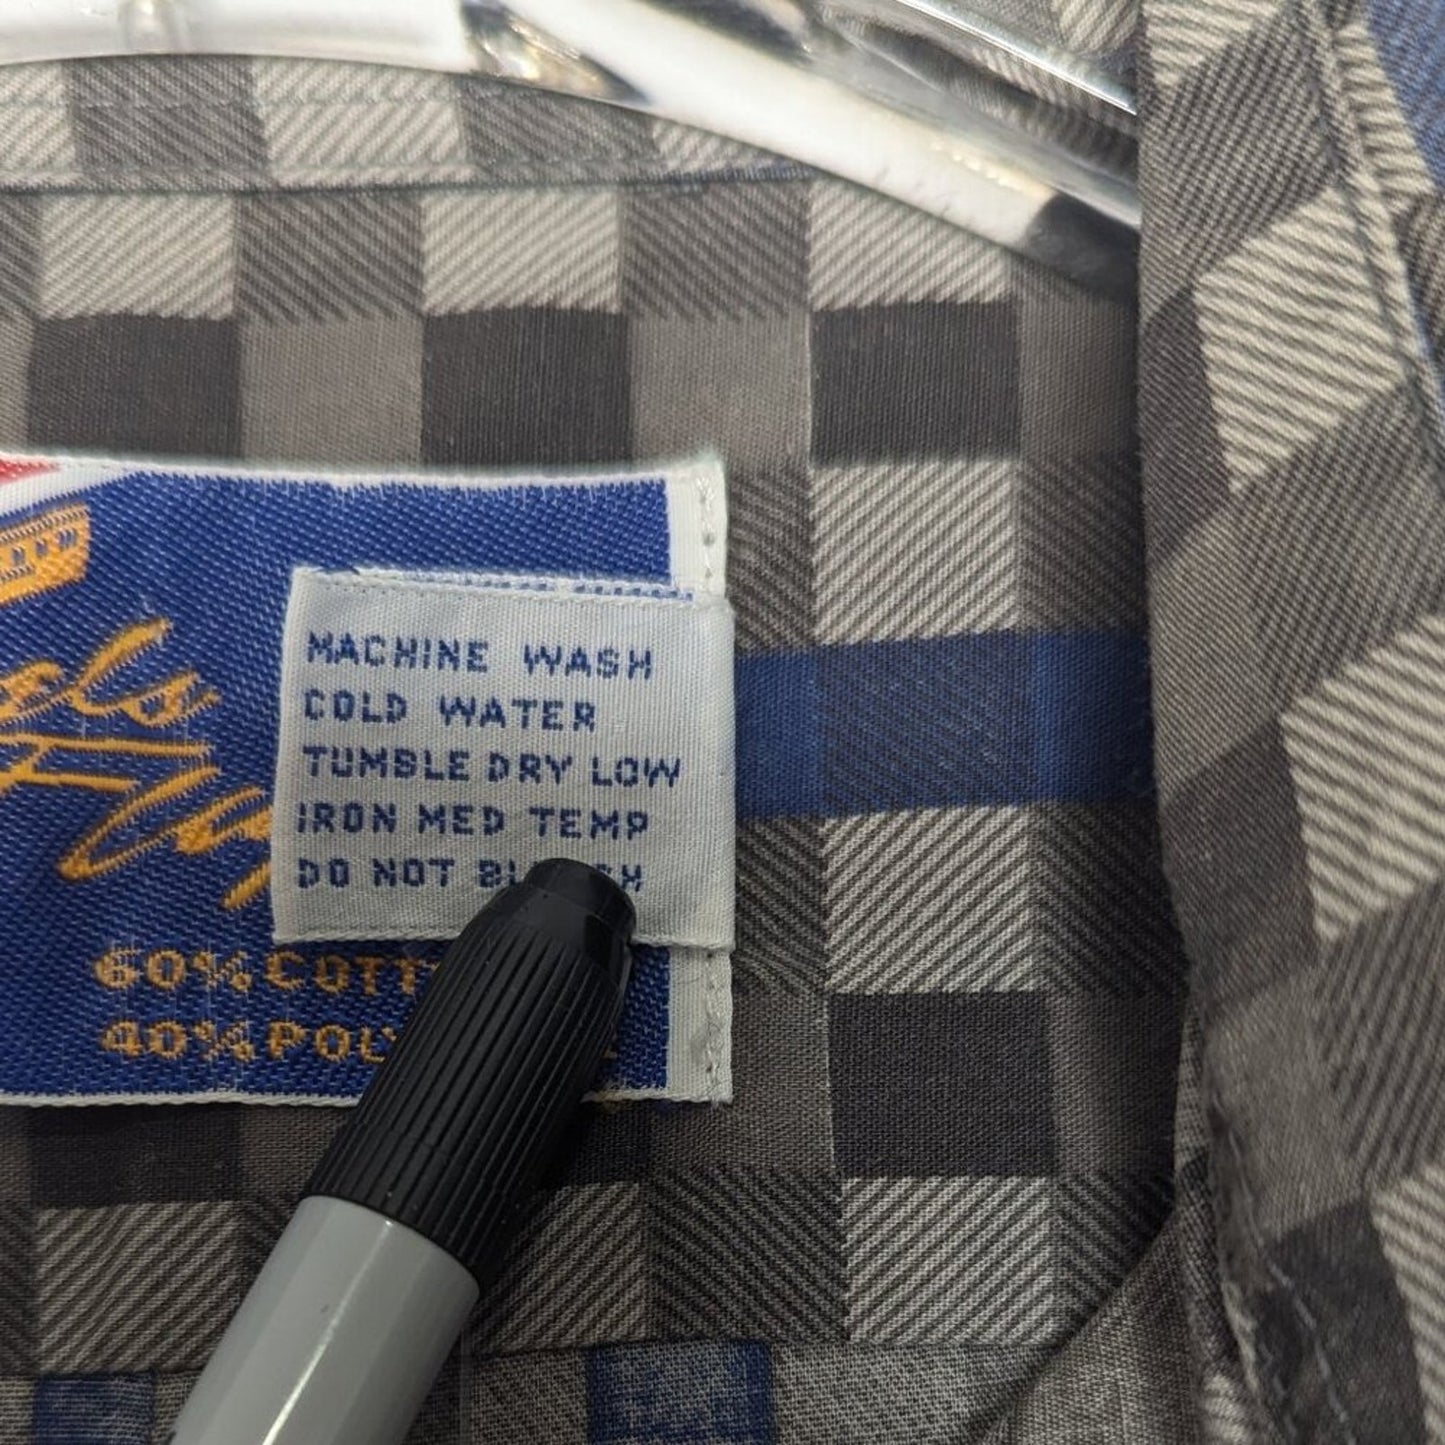 MACHINE WASH
COLD WATER
TUMBLE DRY LOW
IRON MED TEMP
DO NOT
60%
40%